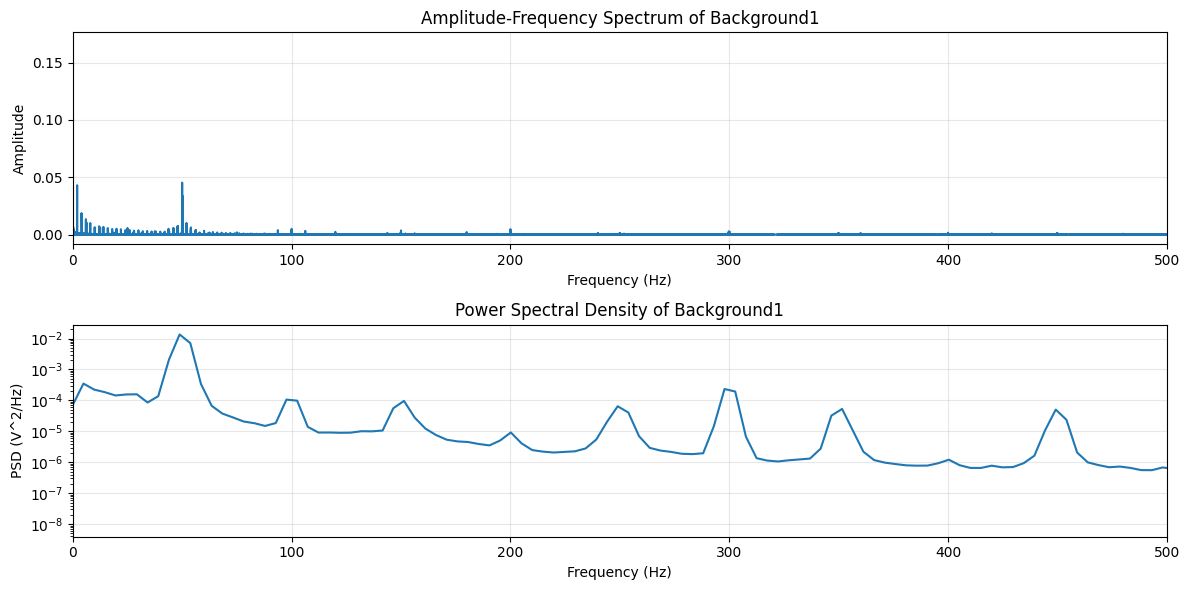 Amplitude-Frequency Spectrum of Background1
Amplitude
0.15
0.10
0.05
0.00
0 100 200 300 400 500
Frequency (Hz)
Power Spectral Density of Background1
PSD (V^2/Hz)
10⁻²
10⁻³
10⁻⁴
10⁻⁵
10⁻⁶
10⁻⁷
10⁻⁸
0 100 200 300 400 500
Frequency (Hz)